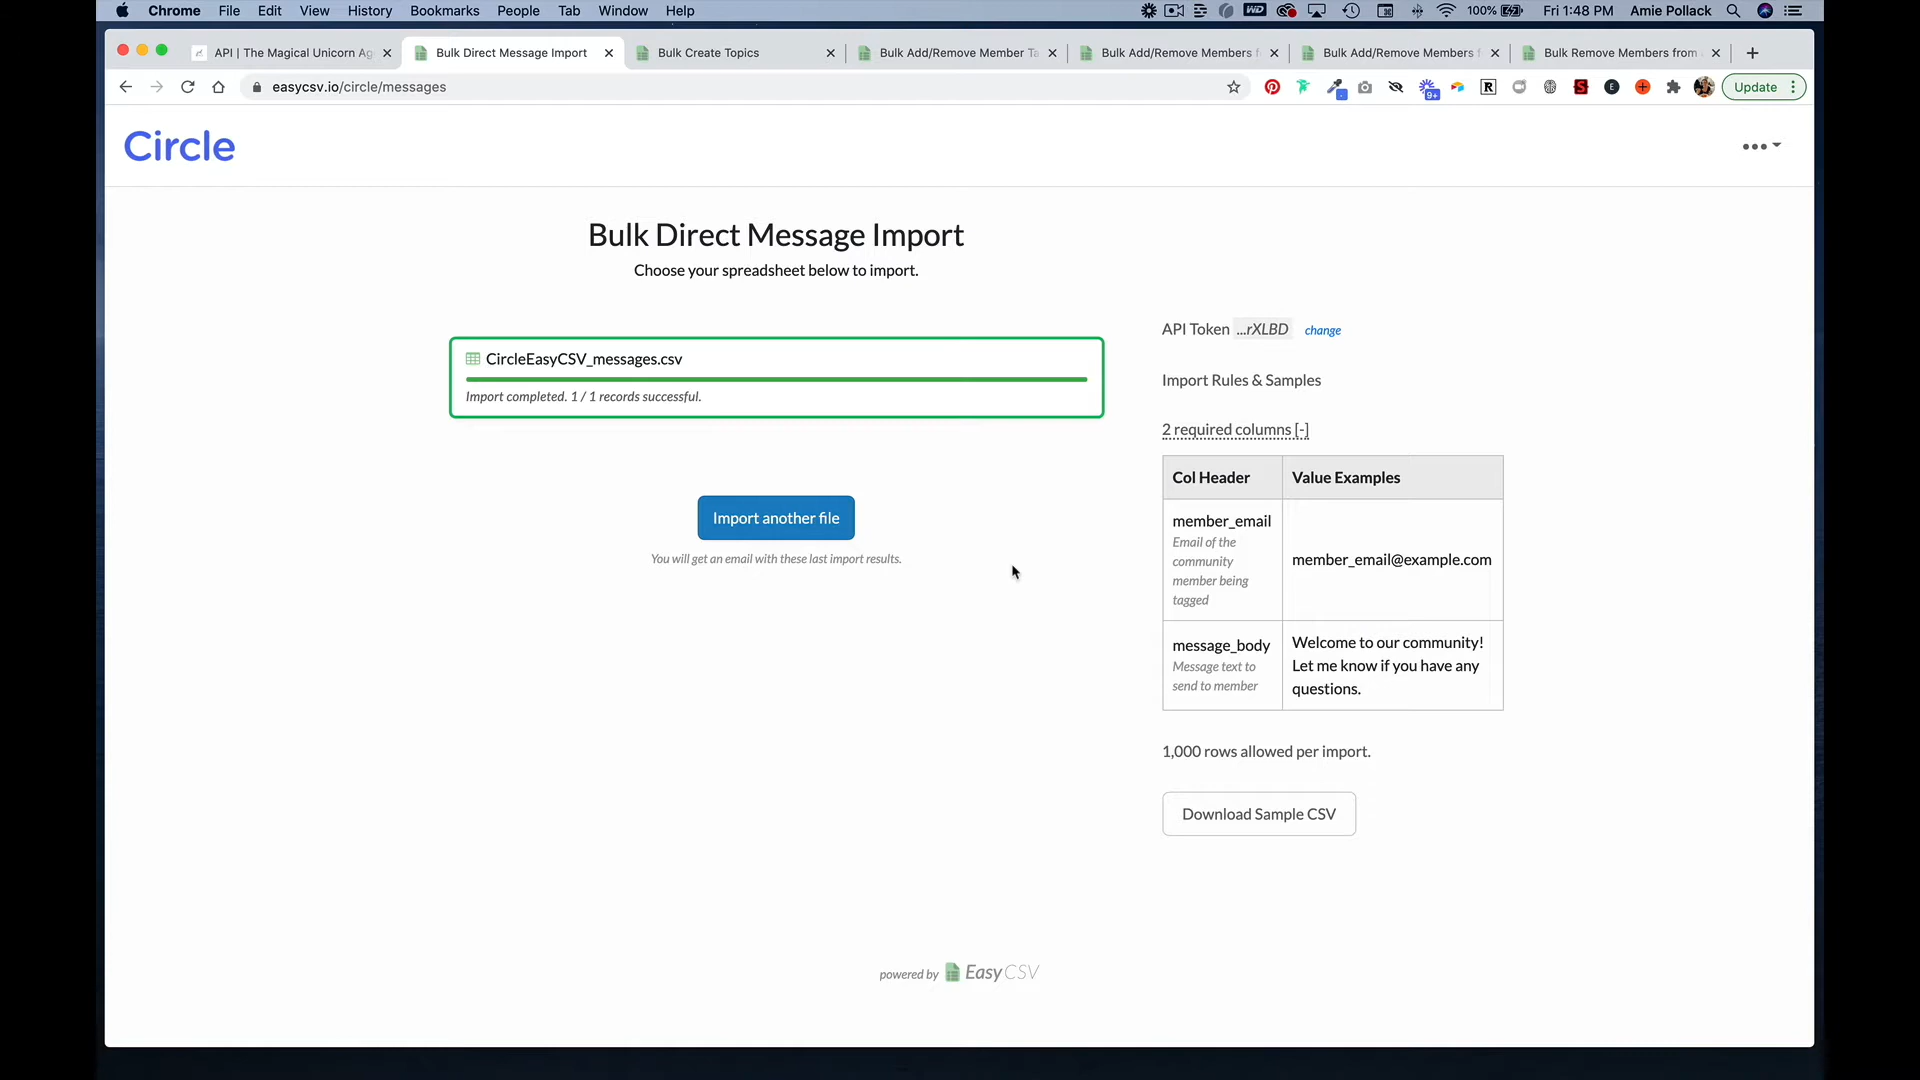 Chrome File Edit View History Bookmarks People Tab Window Help
WD
100%
Fri 1:48 PM Amie Pollack
API | The Magical Unicorn Ag
Bulk Direct Message Import
Bulk Create Topics
Bulk Add/Remove Member Ta
Bulk Add/Remove Members f
Bulk Add/Remove Members f
Bulk Remove Members from
easycsv.io/circle/messages
9+
R
S
E
Update
Circle
Bulk Direct Message Import
Choose your spreadsheet below to import.
CircleEasyCSV_messages.csv
Import completed. 1 / 1 records successful.
Import another file
You will get an email with these last import results.
API Token ...rXLBD change
Import Rules & Samples
2 required columns [-]
Col Header Value Examples
member_email
Email of the
community
member being
tagged
member_email@example.com
message_body
Message text to
send to member
Welcome to our community!
Let me know if you have any
questions.
1,000 rows allowed per import.
Download Sample CSV
powered by EasyCSV